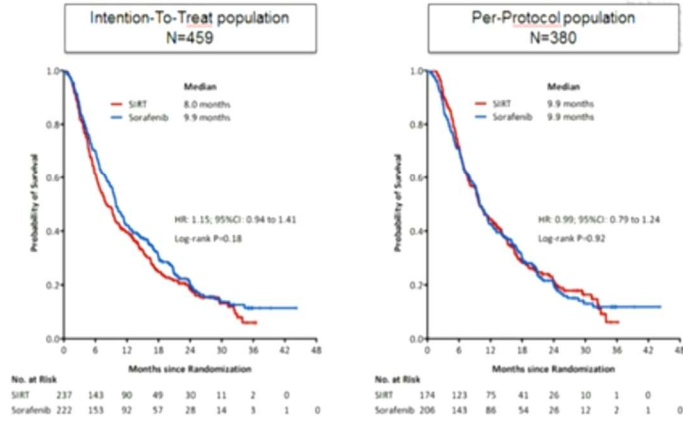 Intention-To-Treat population
N=459
Median
SIRT 8.0 months
Sorafenib 9.9 months
HR: 1.15; 95%CI: 0.94 to 1.41
Log-rank P=0.18
Probability of Survival
1.0
0.8
0.6
0.4
0.2
0.0
0 6 12 18 24 30 36 42 48
Months since Randomization
No. at Risk
SIRT 237 143 90 49 30 11 2 0
Sorafenib 222 153 92 57 28 14 3 1 0
Per-Protocol population
N=380
Median
SIRT 9.9 months
Sorafenib 9.9 months
HR: 0.99; 95%CI: 0.79 to 1.24
Log-rank P=0.92
Probability of Survival
1.0
0.8
0.6
0.4
0.2
0.0
0 6 12 18 24 30 36 42 48
Months since Randomization
No. at Risk
SIRT 174 123 75 41 26 10 1 0
Sorafenib 206 143 86 54 26 12 2 1 0